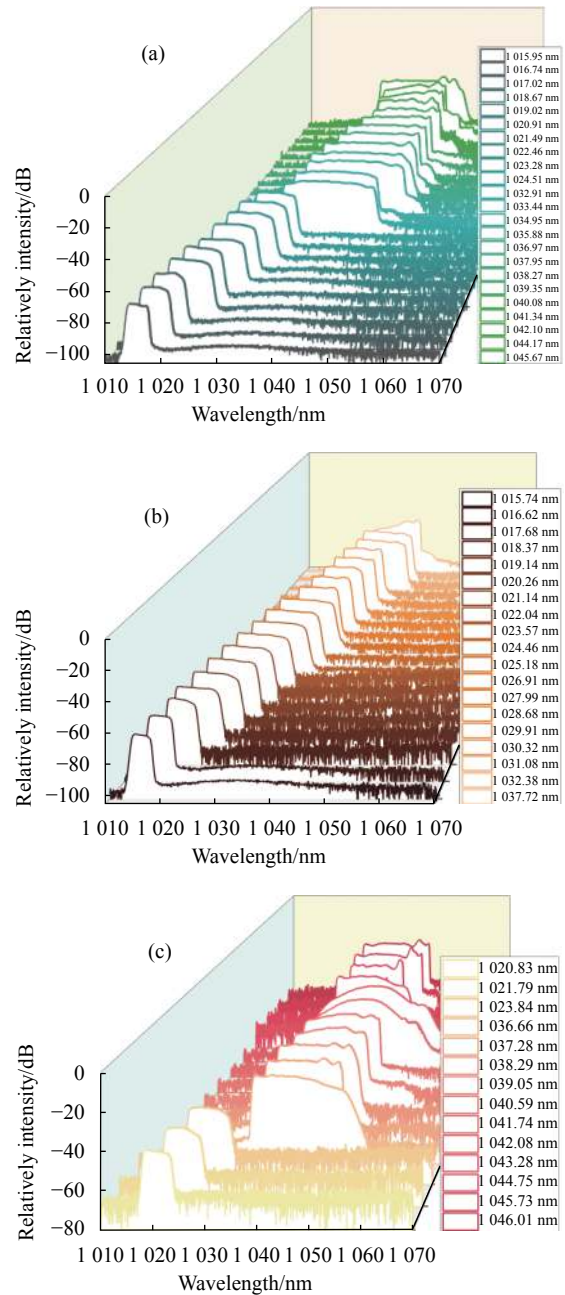 (a)
1 015.95 nm
1 016.74 nm
1 017.02 nm
1 018.67 nm
1 019.02 nm
1 020.91 nm
1 021.49 nm
1 022.46 nm
1 023.28 nm
1 024.51 nm
1 032.91 nm
1 033.44 nm
1 034.95 nm
1 035.88 nm
1 036.97 nm
1 037.95 nm
1 038.27 nm
1 039.35 nm
1 040.08 nm
1 041.34 nm
1 042.10 nm
1 044.17 nm
1 045.67 nm
Relatively intensity/dB
0
−20
−40
−60
−80
−100
1 010 1 020 1 030 1 040 1 050 1 060 1 070
Wavelength/nm
(b)
1 015.74 nm
1 016.62 nm
1 017.68 nm
1 018.37 nm
1 019.14 nm
1 020.26 nm
1 021.14 nm
1 022.04 nm
1 023.57 nm
1 024.46 nm
1 025.18 nm
1 026.91 nm
1 027.99 nm
1 028.68 nm
1 029.91 nm
1 030.32 nm
1 031.08 nm
1 032.38 nm
1 037.72 nm
Relatively intensity/dB
0
−20
−40
−60
−80
−100
1 010 1 020 1 030 1 040 1 050 1 060 1 070
Wavelength/nm
(c)
1 020.83 nm
1 021.79 nm
1 023.84 nm
1 036.66 nm
1 037.28 nm
1 038.29 nm
1 039.05 nm
1 040.59 nm
1 041.74 nm
1 042.08 nm
1 043.28 nm
1 044.75 nm
1 045.73 nm
1 046.01 nm
Relatively intensity/dB
0
−20
−40
−60
−80
1 010 1 020 1 030 1 040 1 050 1 060 1 070
Wavelength/nm